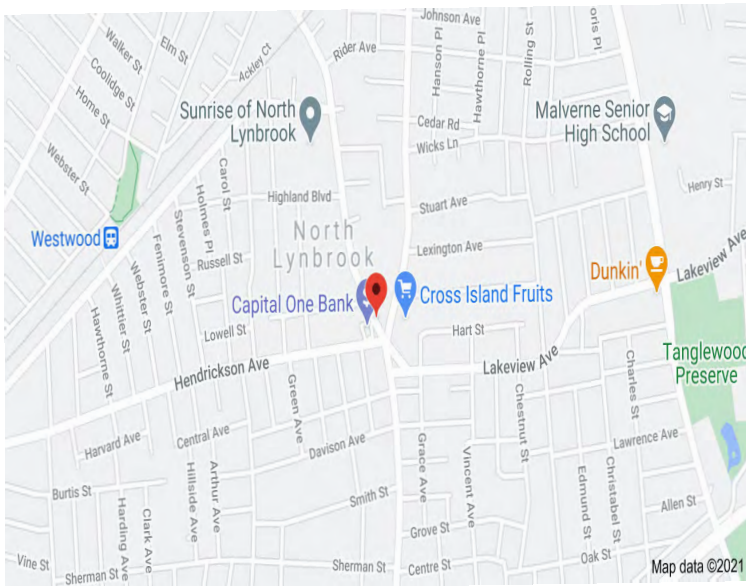 Johnson Ave
Rider Ave
Walker St
Elm St
Coolidge St
Ackley Ct
Home St
Webster St
Hanson Pl
Hawthorne Pl
Rolling St
oris Pl
Sunrise of North
Lynbrook
Cedar Rd
Wicks Ln
Malverne Senior
High School
Henry St
Carol St
Holmes Pl
Highland Blvd
Stuart Ave
Westwood
Stevenson St
Fenimore St
Webster St
Whittier St
Hawthorne St
Russell St
North
Lynbrook
Lexington Ave
Lakeview Ave
Dunkin'
Capital One Bank
Cross Island Fruits
Lowell St
Hart St
Hendrickson Ave
Lakeview Ave
Tanglewood
Preserve
Green Ave
Charles St
Chestnut St
Harvard Ave
Central Ave
Davison Ave
Lawrence Ave
Grace Ave
Vincent Ave
Hillside Ave
Arthur Ave
Edmund St
Christabel St
Burtis St
Harding Ave
Clark Ave
Smith St
Allen St
Grove St
Oak St
Vine St
Sherman St
Sherman St
Centre St
Map data ©2021